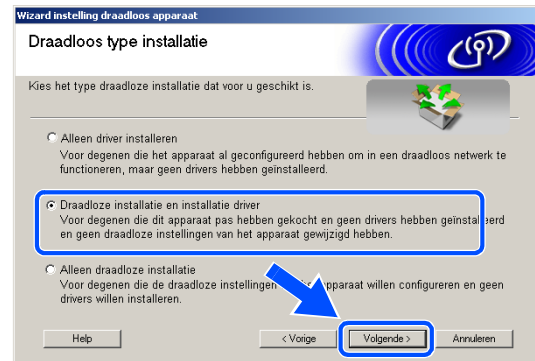 Wizard instelling draadloos apparaat
Draadloos type installatie
Kies het type draadloze installatie dat voor u geschikt is.
Alleen driver installeren
Voor degenen die het apparaat al geconfigureerd hebben om in een draadloos netwerk te
functioneren, maar geen drivers hebben geïnstalleerd.
Draadloze installatie en installatie driver
Voor degenen die dit apparaat pas hebben gekocht en geen drivers hebben geïnstalleerd
en geen draadloze instellingen van het apparaat gewijzigd hebben.
Alleen draadloze installatie
Voor degenen die de draadloze instellingen apparaat willen configureren en geen
drivers willen installeren.
Help
< Vorige
Volgende >
Annuleren